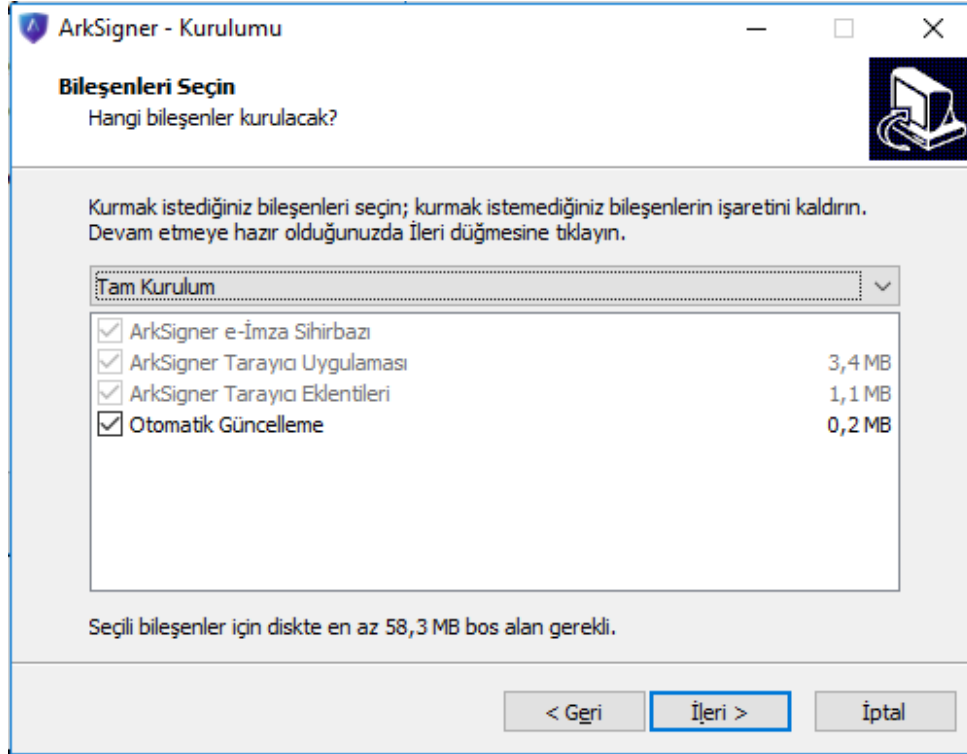 ArkSigner - Kurulumu
Bileşenleri Seçin
Hangi bileşenler kurulacak?
Kurmak istediğiniz bileşenleri seçin; kurmak istemediğiniz bileşenlerin işaretini kaldırın.
Devam etmeye hazır olduğunuzda İleri düğmesine tıklayın.
Tam Kurulum
ArkSigner e-İmza Sihirbazı
ArkSigner Tarayıcı Uygulaması 3,4 MB
ArkSigner Tarayıcı Eklentileri 1,1 MB
Otomatik Güncelleme 0,2 MB
Seçili bileşenler için diskte en az 58,3 MB bos alan gerekli.
< Geri İleri > İptal